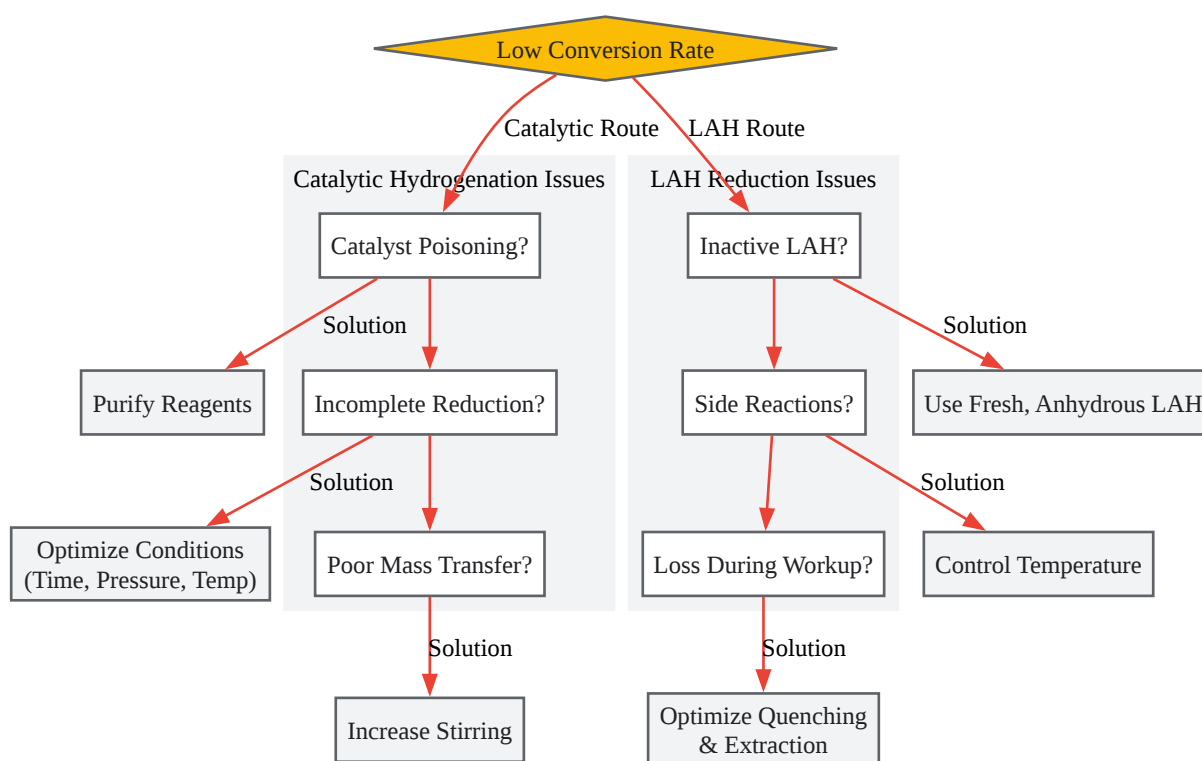 Low Conversion Rate
Catalytic Route
LAH Route
Catalytic Hydrogenation Issues
LAH Reduction Issues
Catalyst Poisoning?
Inactive LAH?
Solution
Solution
Purify Reagents
Incomplete Reduction?
Side Reactions?
Use Fresh, Anhydrous LAH
Solution
Solution
Optimize Conditions
(Time, Pressure, Temp)
Poor Mass Transfer?
Loss During Workup?
Control Temperature
Solution
Solution
Increase Stirring
Optimize Quenching
& Extraction